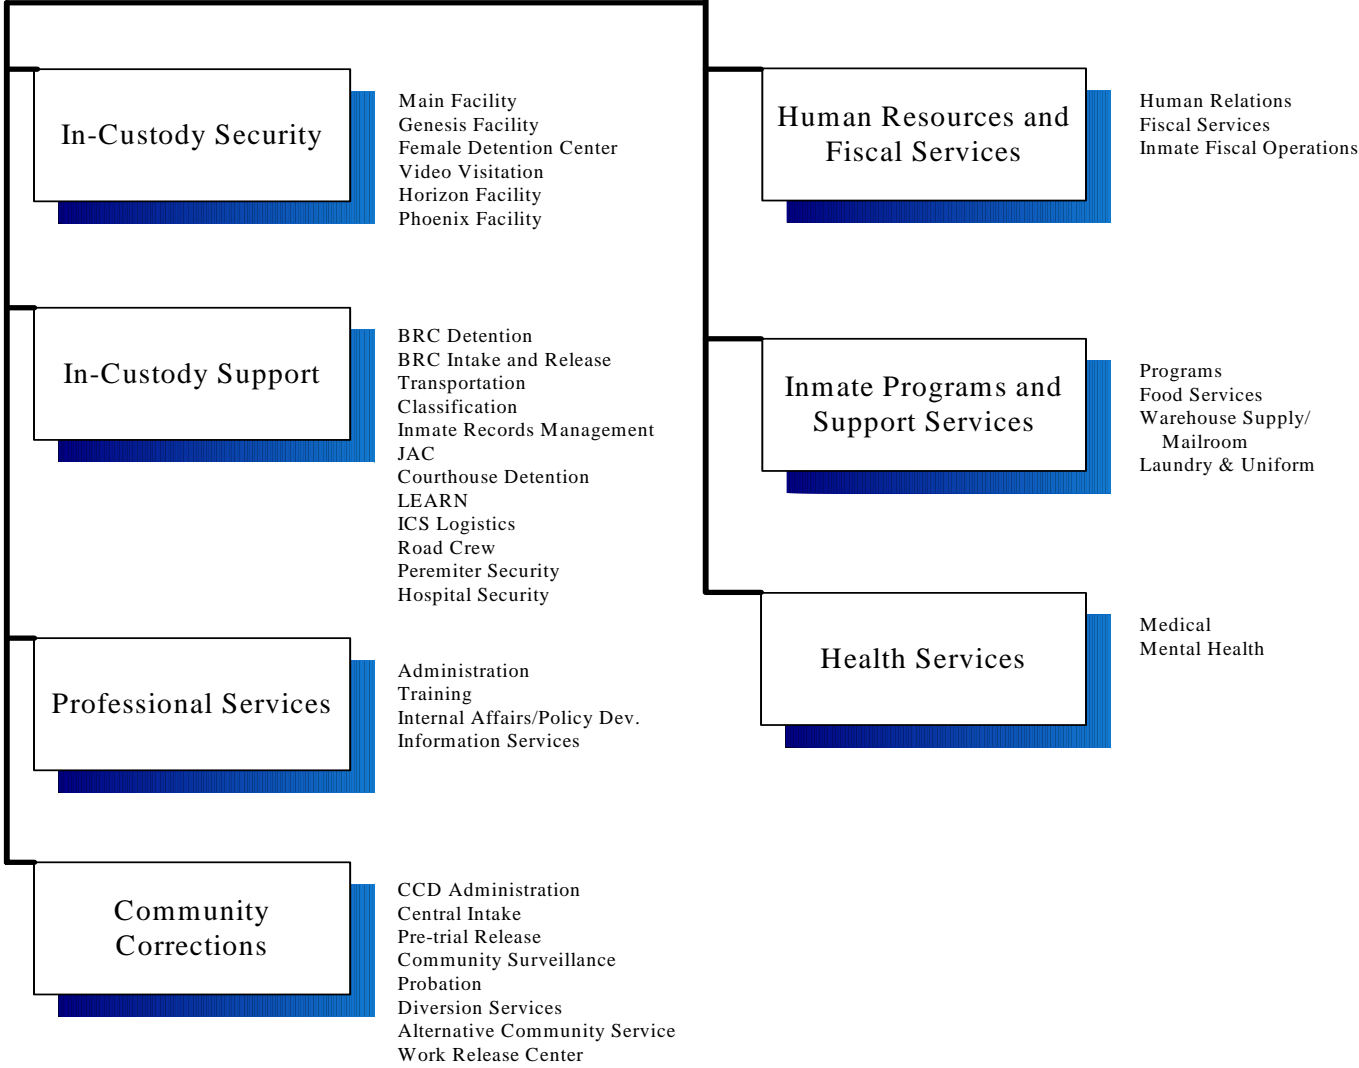 In-Custody Security
Main Facility
Genesis Facility
Female Detention Center
Video Visitation
Horizon Facility
Phoenix Facility
In-Custody Support
BRC Detention
BRC Intake and Release
Transportation
Classification
Inmate Records Management
JAC
Courthouse Detention
LEARN
ICS Logistics
Road Crew
Peremiter Security
Hospital Security
Professional Services
Administration
Training
Internal Affairs/Policy Dev.
Information Services
Community
Corrections
CCD Administration
Central Intake
Pre-trial Release
Community Surveillance
Probation
Diversion Services
Alternative Community Service
Work Release Center
Human Resources and
Fiscal Services
Human Relations
Fiscal Services
Inmate Fiscal Operations
Inmate Programs and
Support Services
Programs
Food Services
Warehouse Supply/
Mailroom
Laundry & Uniform
Health Services
Medical
Mental Health